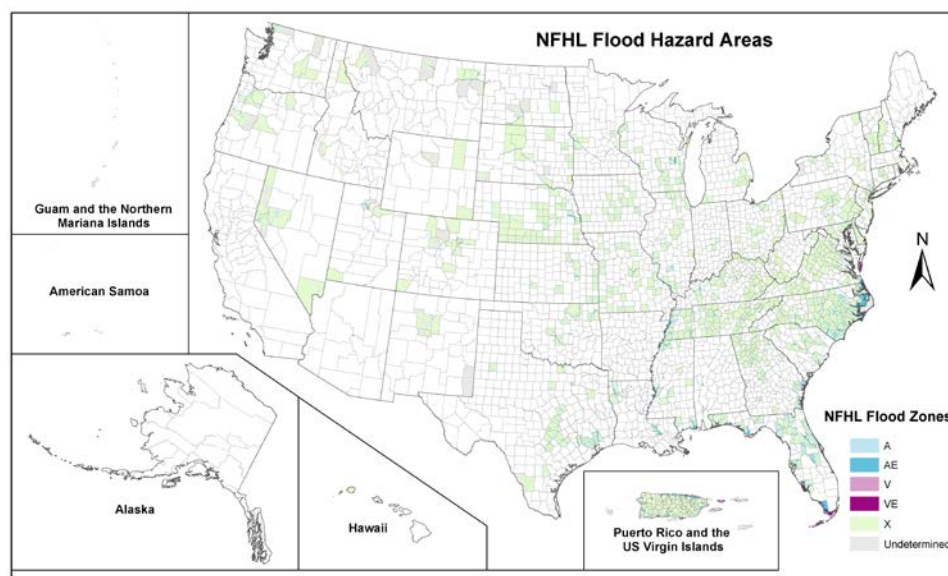 NFHL Flood Hazard Areas
Guam and the Northern
Mariana Islands
American Samoa
Alaska
Hawaii
Puerto Rico and the
US Virgin Islands
N
NFHL Flood Zones
A
AE
V
VE
X
Undetermined